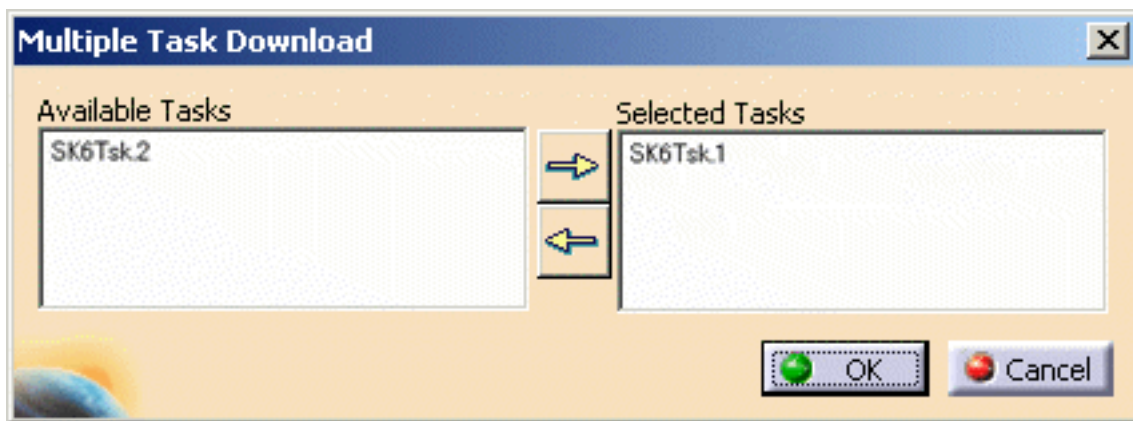 Multiple Task Download
Available Tasks
Selected Tasks
SK6Tsk.2
SK6Tsk.1
OK
Cancel